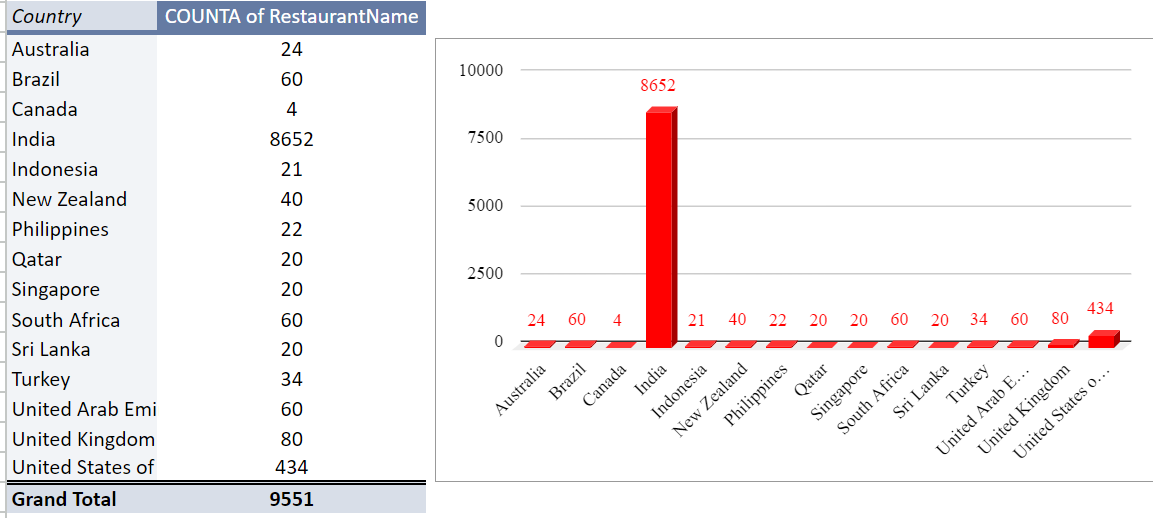 Country COUNTA of RestaurantName
Australia 24
Brazil 60
Canada 4
India 8652
Indonesia 21
New Zealand 40
Philippines 22
Qatar 20
Singapore 20
South Africa 60
Sri Lanka 20
Turkey 34
United Arab Emi 60
United Kingdom 80
United States of 434
Grand Total 9551
10000
7500
5000
2500
0
24 60 4 8652 21 40 22 20 20 60 20 34 60 80 434
Australia
Brazil
Canada
India
Indonesia
New Zealand
Philippines
Qatar
Singapore
South Africa
Sri Lanka
Turkey
United Arab E...
United Kingdom
United States o...